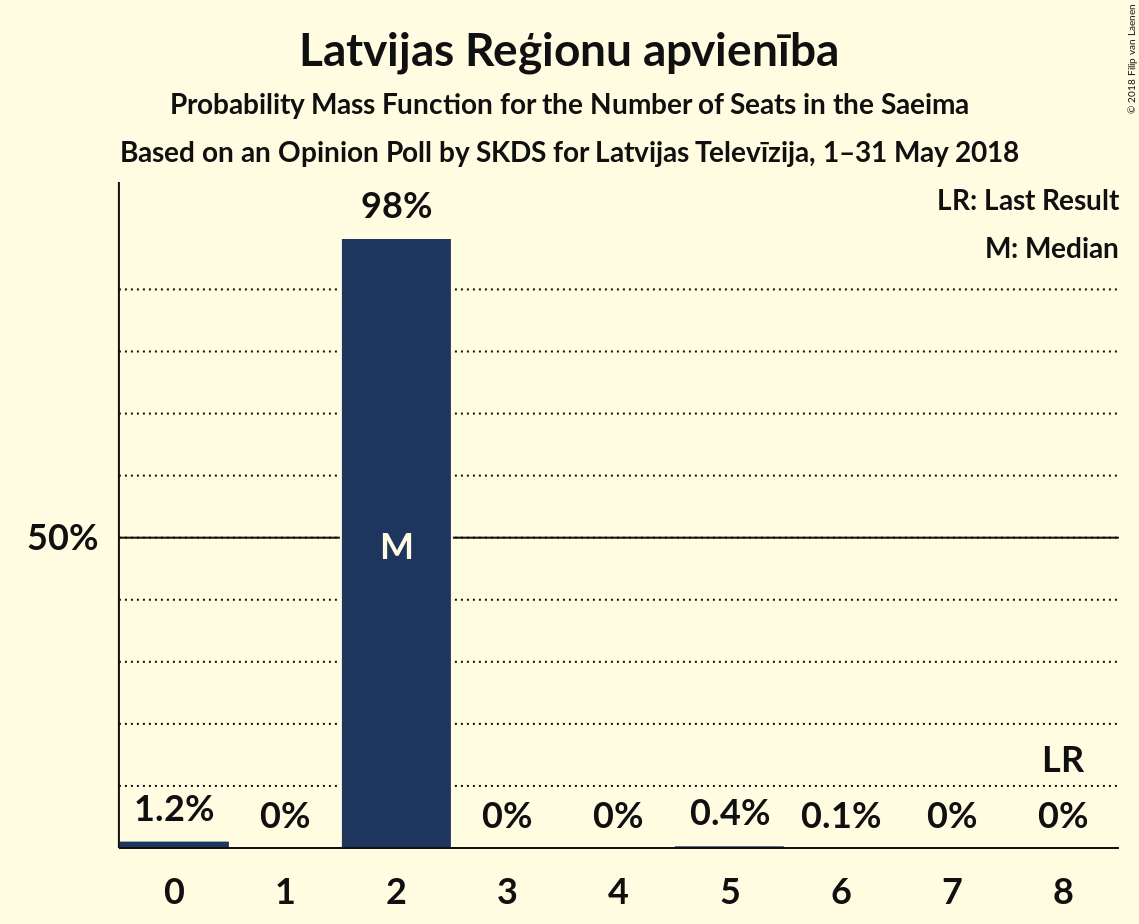 Latvijas Reģionu apvienība
Probability Mass Function for the Number of Seats in the Saeima
Based on an Opinion Poll by SKDS for Latvijas Televīzija, 1–31 May 2018
© 2018 Filip van Laenen
LR: Last Result
M: Median
98%
50%
M
LR
1.2% 0% 0% 0% 0.4% 0.1% 0% 0%
0 1 2 3 4 5 6 7 8